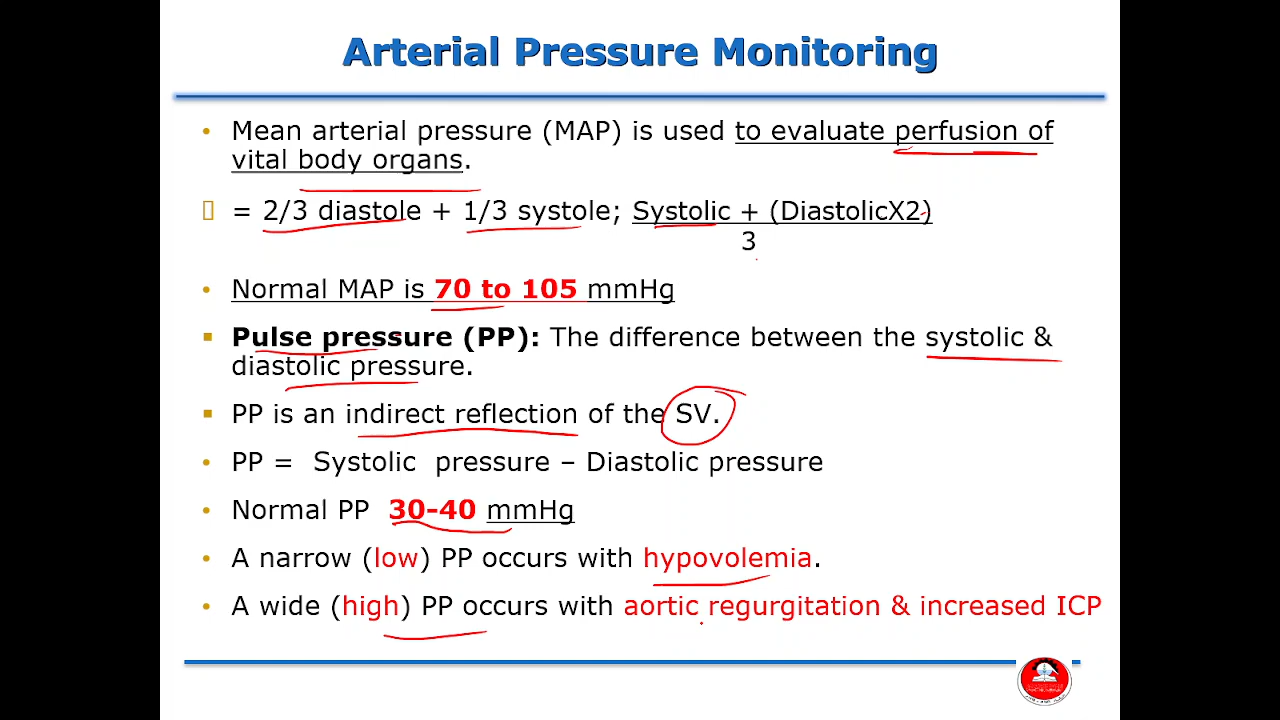 Arterial Pressure Monitoring
• Mean arterial pressure (MAP) is used to evaluate perfusion of
vital body organs.
= 2/3 diastole + 1/3 systole; Systolic + (DiastolicX2)
3
• Normal MAP is 70 to 105 mmHg
▪ Pulse pressure (PP): The difference between the systolic &
diastolic pressure.
▪ PP is an indirect reflection of the SV.
• PP = Systolic pressure – Diastolic pressure
• Normal PP 30-40 mmHg
• A narrow (low) PP occurs with hypovolemia.
• A wide (high) PP occurs with aortic regurgitation & increased ICP